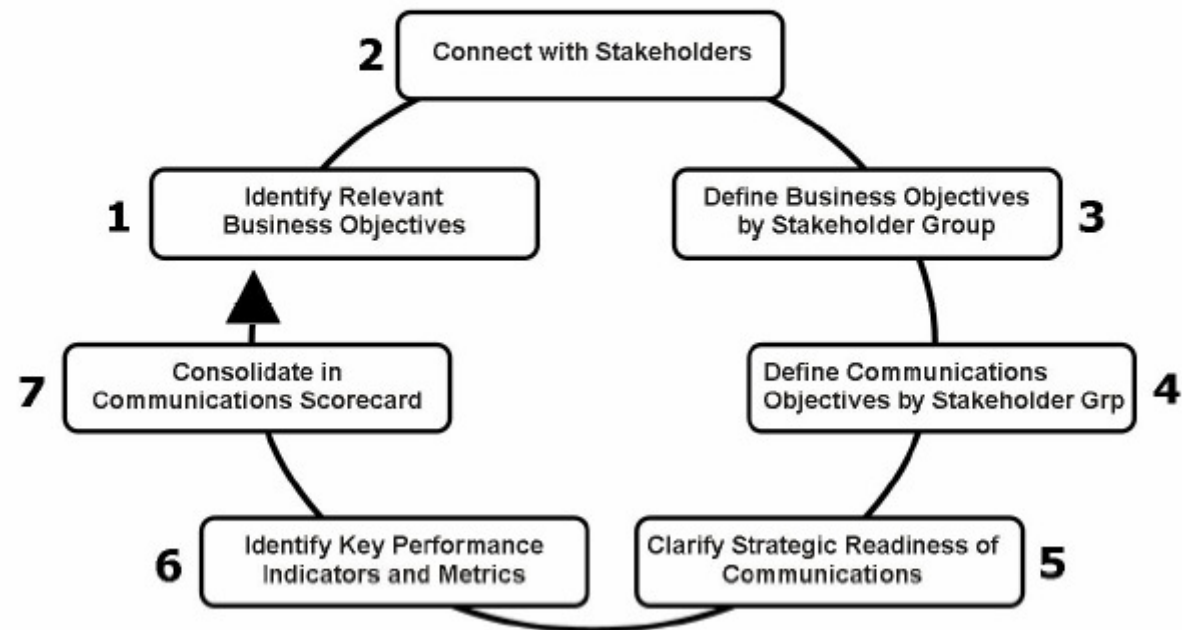 2
Connect with Stakeholders
1
Identify Relevant
Business Objectives
Define Business Objectives
by Stakeholder Group
3
7
Consolidate in
Communications Scorecard
Define Communications
Objectives by Stakeholder Grp
4
6
Identify Key Performance
Indicators and Metrics
Clarify Strategic Readiness of
Communications
5